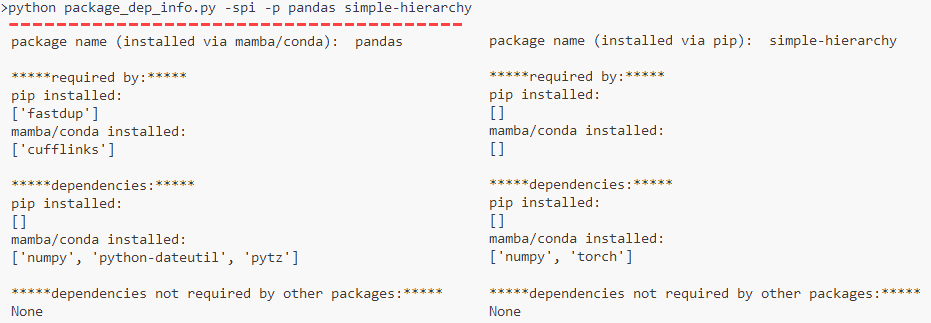 >python package_dep_info.py -spi -p pandas simple-hierarchy
package name (installed via mamba/conda):  pandas
*****required by:*****
pip installed:
['fastdup']
mamba/conda installed:
['cufflinks']
*****dependencies:*****
pip installed:
[]
mamba/conda installed:
['numpy', 'python-dateutil', 'pytz']
*****dependencies not required by other packages:*****
None
package name (installed via pip):  simple-hierarchy
*****required by:*****
pip installed:
[]
mamba/conda installed:
[]
*****dependencies:*****
pip installed:
[]
mamba/conda installed:
['numpy', 'torch']
*****dependencies not required by other packages:*****
None